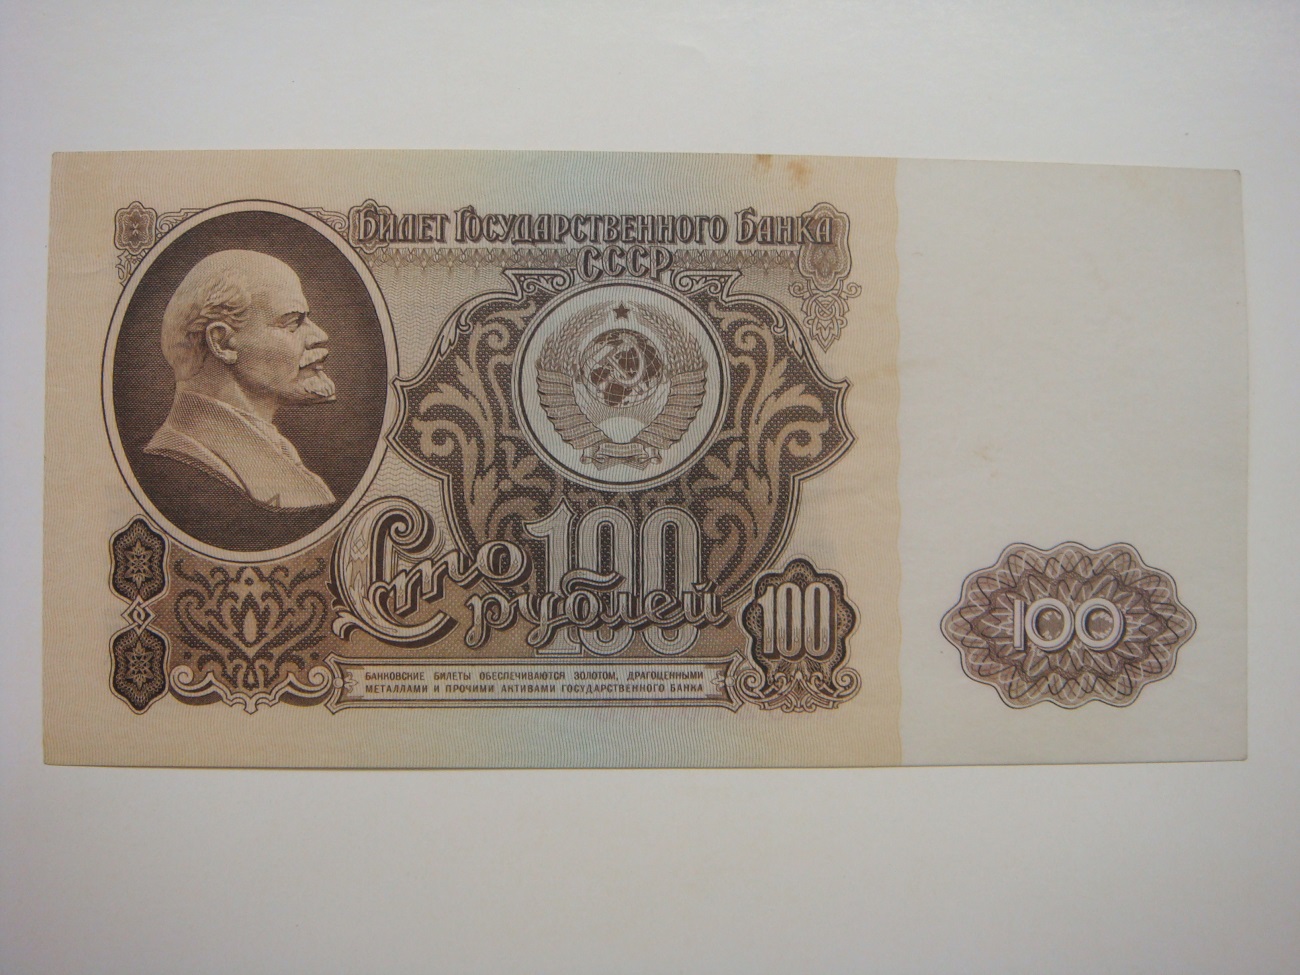 Билет Государственного Банка
СССР
100
Сто
рублей
100
100
БАНКОВСКИЕ БИЛЕТЫ ОБЕСПЕЧИВАЮТСЯ ЗОЛОТОМ, ДРАГОЦЕННЫМИ
МЕТАЛЛАМИ И ПРОЧИМИ АКТИВАМИ ГОСУДАРСТВЕННОГО БАНКА